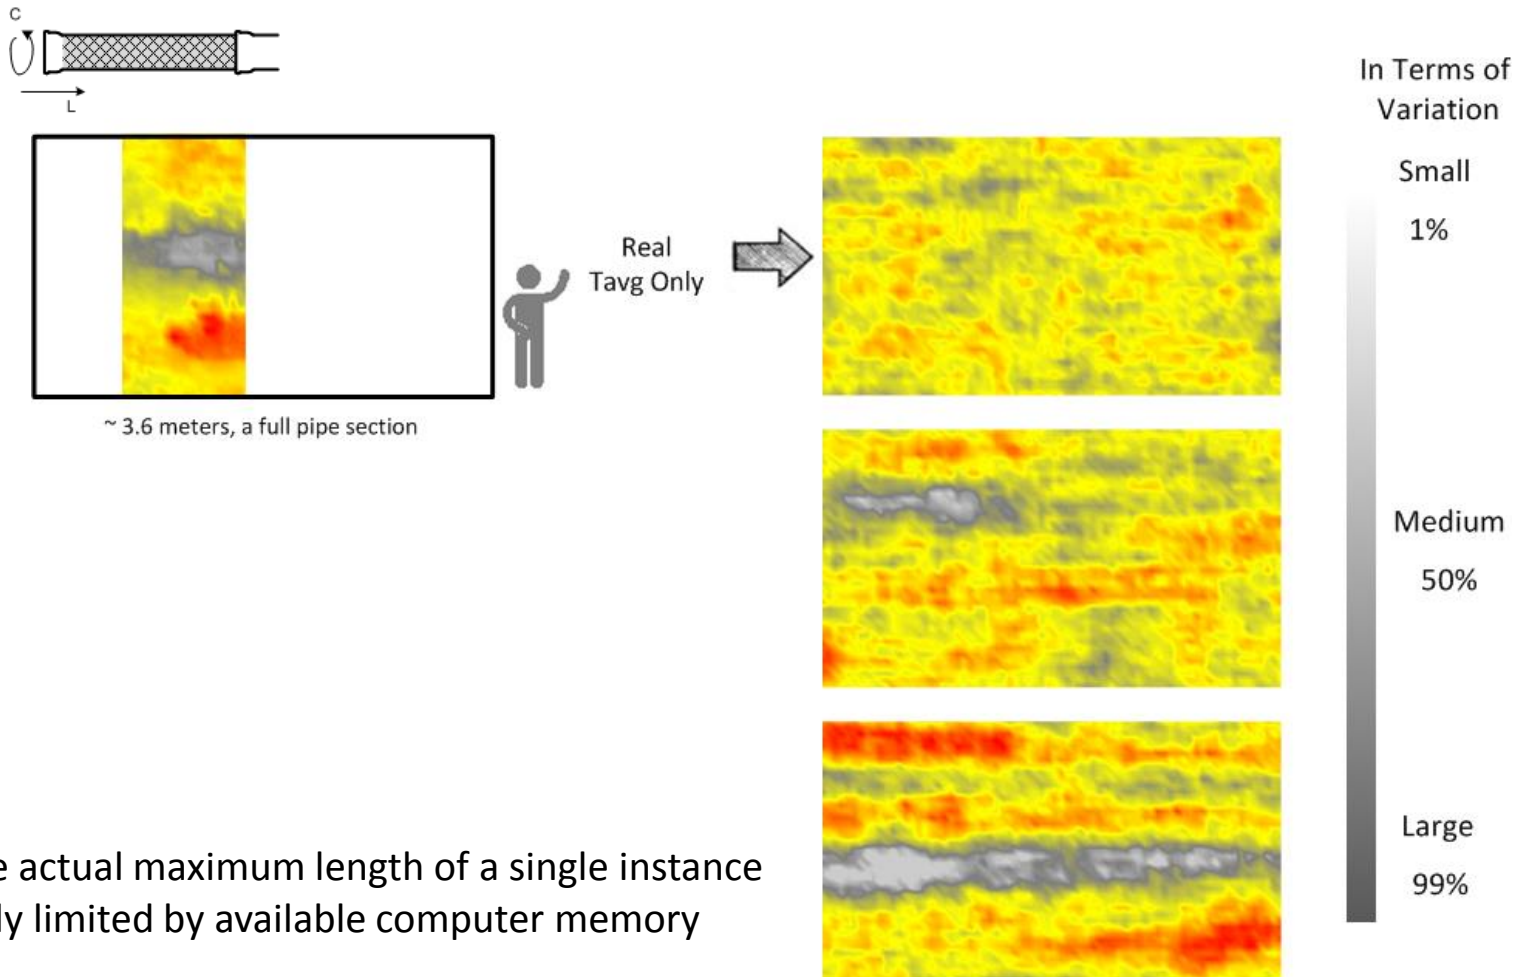 C
L
~ 3.6 meters, a full pipe section
Real
Tavg Only
In Terms of
Variation
Small
1%
Medium
50%
Large
99%
actual maximum length of a single instance
limited by available computer memory